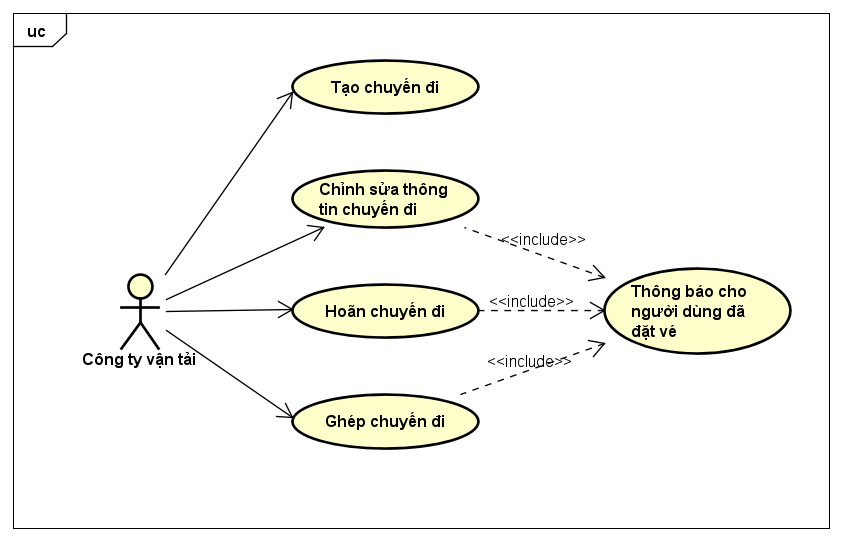 uc
Tạo chuyến đi
Chỉnh sửa thông
tin chuyến đi
<<include>>
Hoãn chuyến đi
<<include>>
Thông báo cho
người dùng đã
đặt vé
Công ty vận tải
<<include>>
Ghép chuyến đi